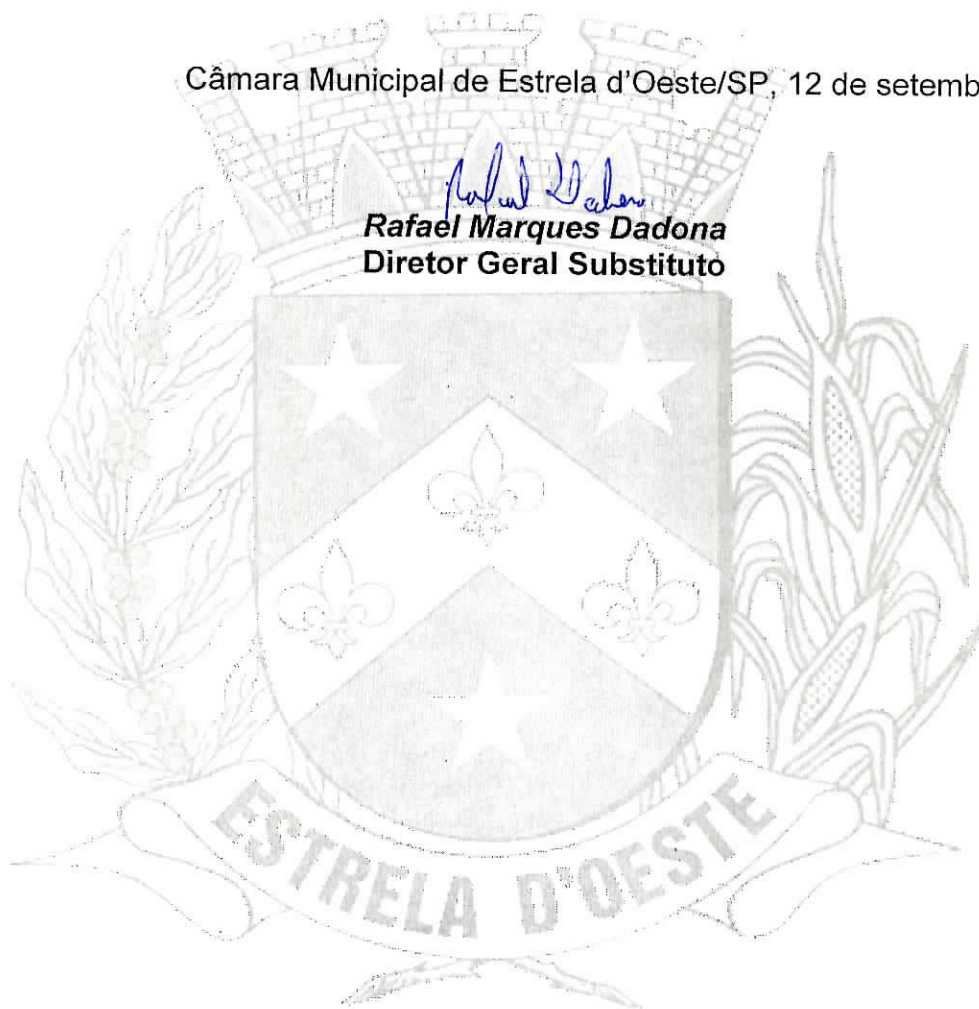 Câmara Municipal de Estrela d'Oeste/SP, 12 de setemb
Rafael Marques Dadona
Diretor Geral Substituto
ESTRELA D'OESTE